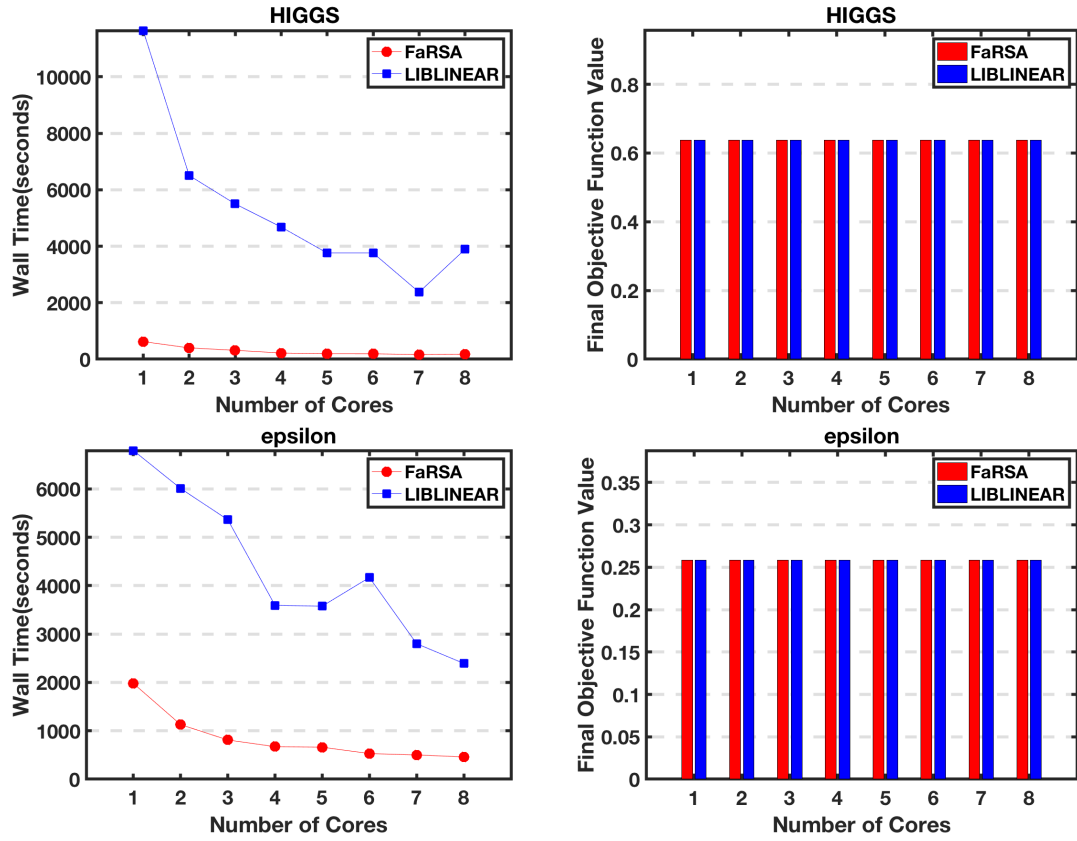 HIGGS
FaRSA
LIBLINEAR
Wall Time(seconds)
10000
8000
6000
4000
2000
0
1 2 3 4 5 6 7 8
Number of Cores
HIGGS
FaRSA
LIBLINEAR
Final Objective Function Value
0.8
0.6
0.4
0.2
0
1 2 3 4 5 6 7 8
Number of Cores
epsilon
FaRSA
LIBLINEAR
Wall Time(seconds)
6000
5000
4000
3000
2000
1000
0
1 2 3 4 5 6 7 8
Number of Cores
epsilon
FaRSA
LIBLINEAR
Final Objective Function Value
0.35
0.3
0.25
0.2
0.15
0.1
0.05
0
1 2 3 4 5 6 7 8
Number of Cores